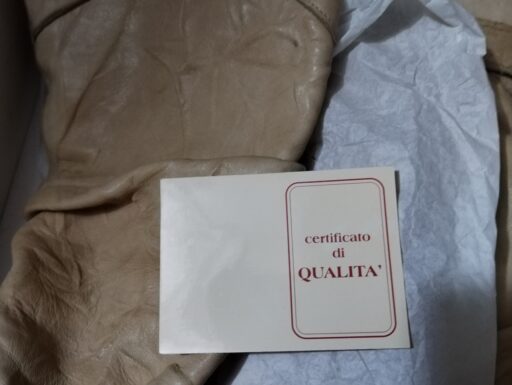 certificato
di
QUALITA'